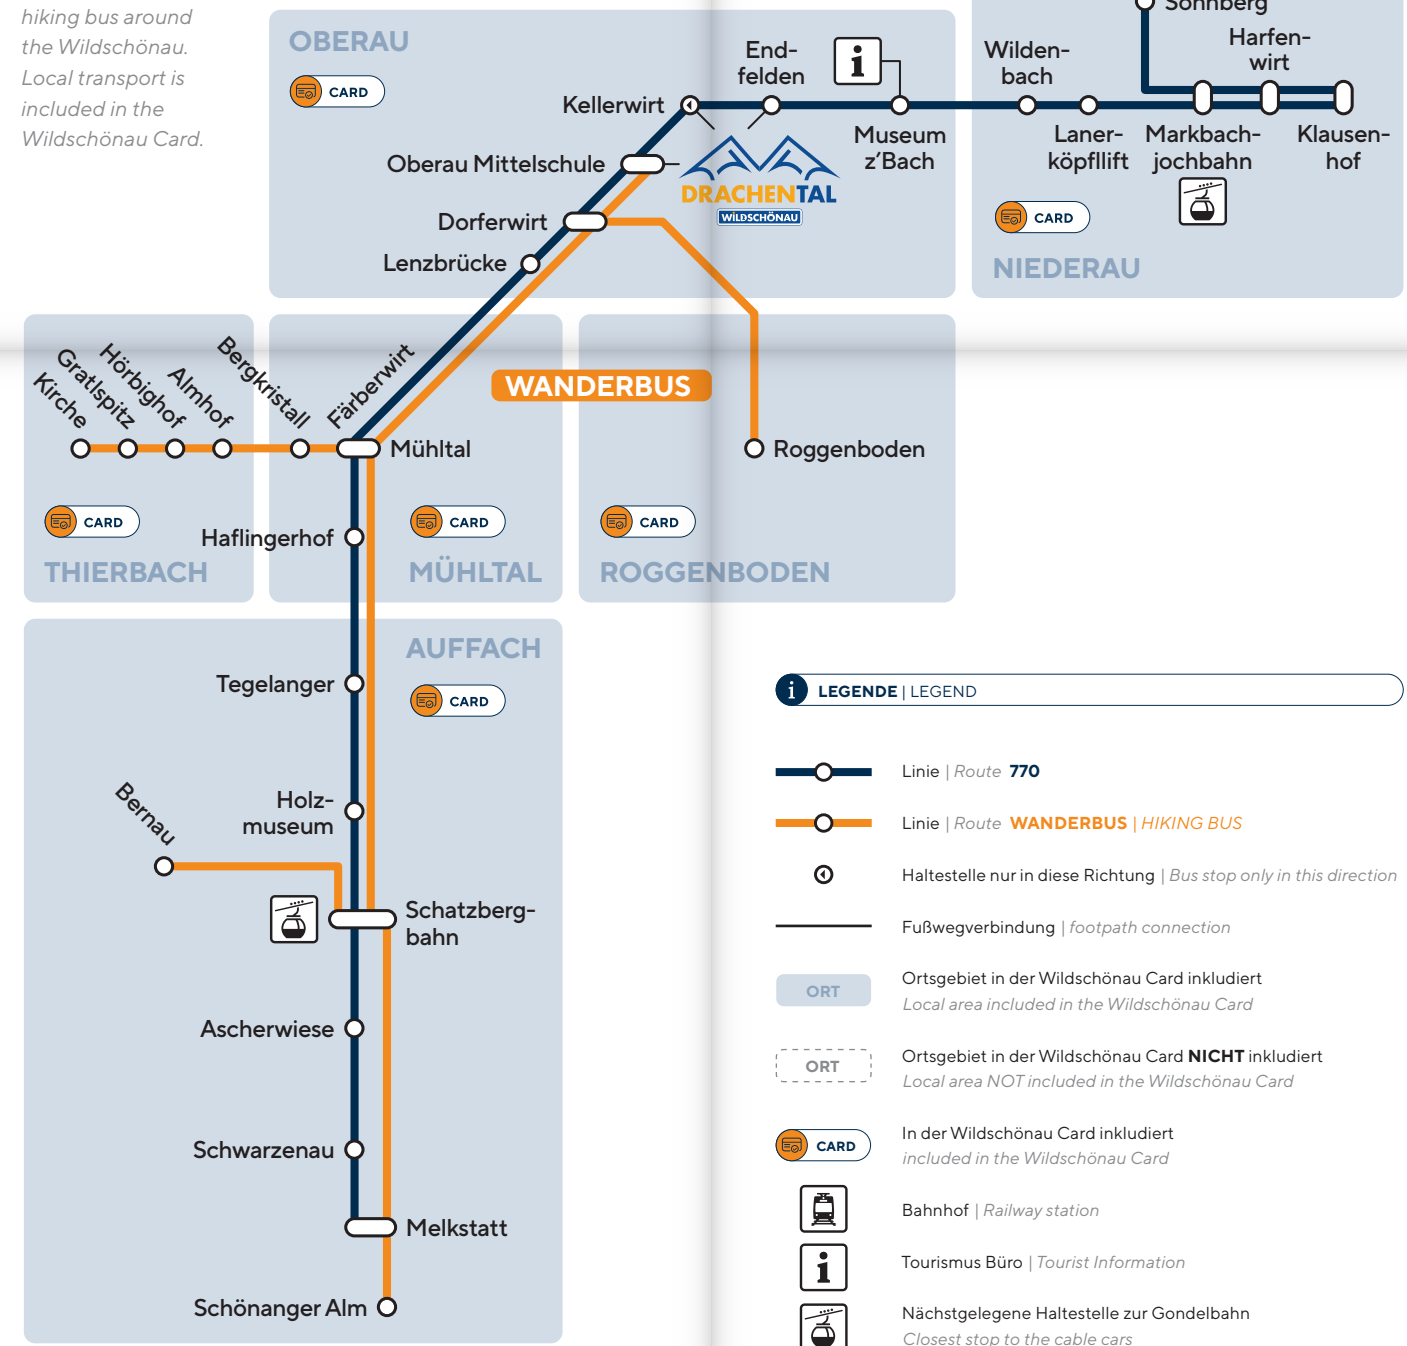 hiking bus around
the Wildschönau.
Local transport is
included in the
Wildschönau Card.
OBERAU
CARD
Kellerwirt
End-
felden
i
Museum
z'Bach
Oberau Mittelschule
DRACHENTAL
WILDSCHÖNAU
Dorferwirt
Lenzbrücke
Sonnberg
Wilden-
bach
Harfen-
wirt
Laner-
köpfllift
Markbach-
jochbahn
Klausen-
hof
CARD
NIEDERAU
Kirche
Gratlspitz
Hörbighof
Almhof
Bergkristall
Färberwirt
WANDERBUS
Mühltal
Roggenboden
CARD
THIERBACH
Haflingerhof
CARD
MÜHLTAL
CARD
ROGGENBODEN
AUFFACH
CARD
Tegelanger
Holz-
museum
Bernau
Schatzberg-
bahn
Ascherwiese
Schwarzenau
Melkstatt
Schönanger Alm
i LEGENDE | LEGEND
Linie | Route 770
Linie | Route WANDERBUS | HIKING BUS
Haltestelle nur in diese Richtung | Bus stop only in this direction
Fußwegverbindung | footpath connection
ORT
Ortsgebiet in der Wildschönau Card inkludiert
Local area included in the Wildschönau Card
ORT
Ortsgebiet in der Wildschönau Card NICHT inkludiert
Local area NOT included in the Wildschönau Card
CARD
In der Wildschönau Card inkludiert
included in the Wildschönau Card
Bahnhof | Railway station
i
Tourismus Büro | Tourist Information
Nächstgelegene Haltestelle zur Gondelbahn
Closest stop to the cable cars